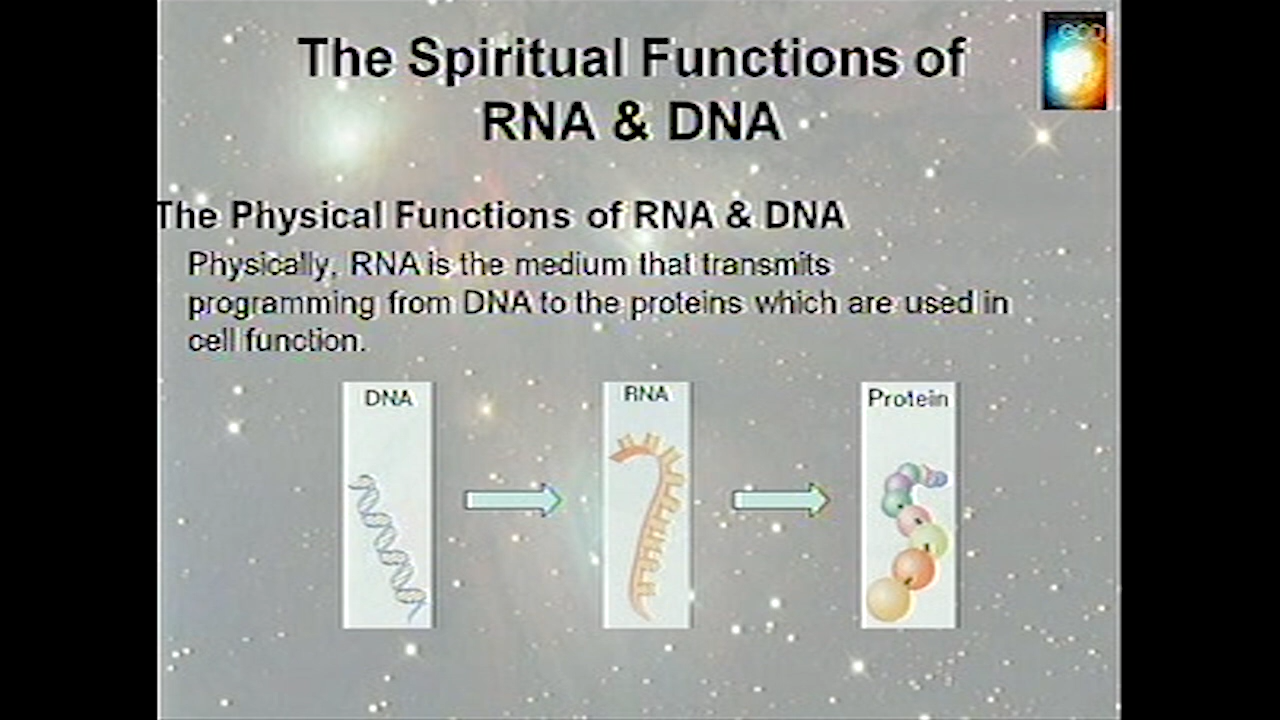 The Spiritual Functions of
RNA & DNA
GOD
The Physical Functions of RNA & DNA
Physically, RNA is the medium that transmits
programming from DNA to the proteins which are used in
cell function.
DNA
RNA
Protein